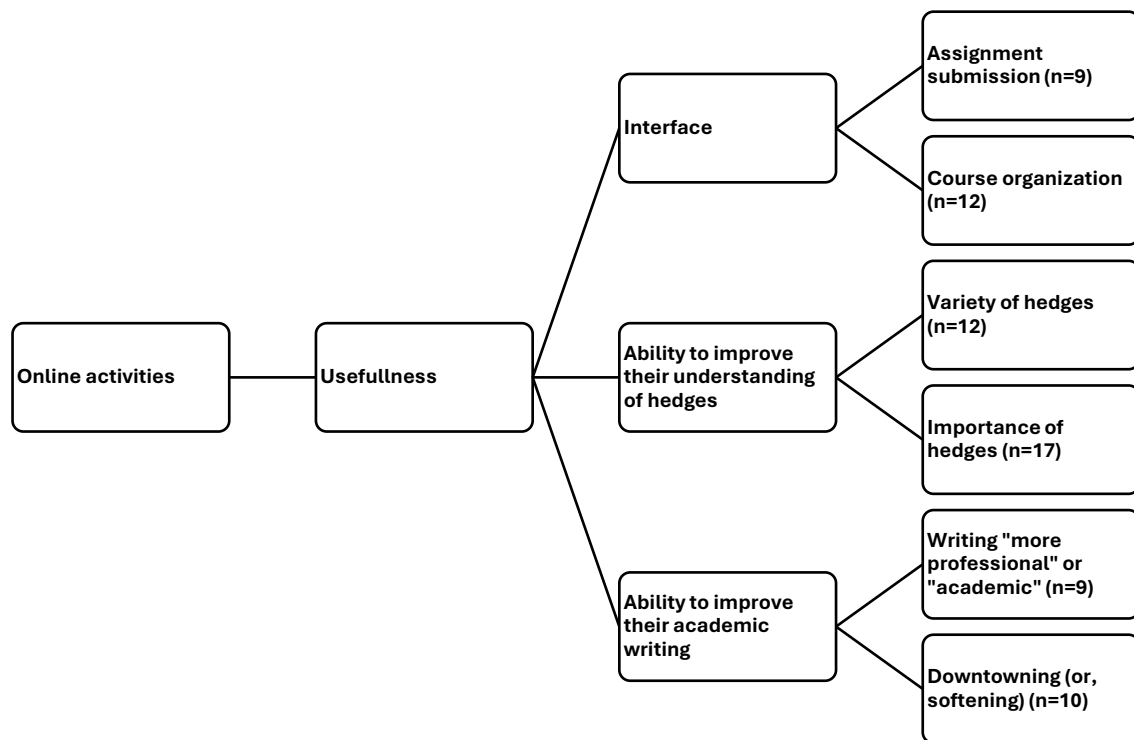 Online activities
Usefullness
Interface
Assignment
submission (n=9)
Course organization
(n=12)
Ability to improve
their understanding
of hedges
Variety of hedges
(n=12)
Importance of
hedges (n=17)
Ability to improve
their academic
writing
Writing "more
professional" or
"academic" (n=9)
Downtowning (or,
softening) (n=10)